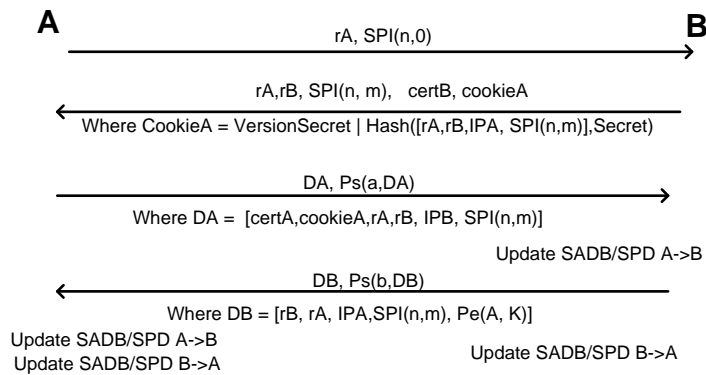 A B
rA, SPI(n,0)
rA,rB, SPI(n, m), certB, cookieA
Where CookieA = VersionSecret | Hash([rA,rB,IPA, SPI(n,m)],Secret)
DA, Ps(a,DA)
Where DA = [certA,cookieA,rA,rB, IPB, SPI(n,m)]
Update SADB/SPD A->B
DB, Ps(b,DB)
Where DB = [rB, rA, IPA,SPI(n,m), Pe(A, K)]
Update SADB/SPD A->B
Update SADB/SPD B->A
Update SADB/SPD B->A